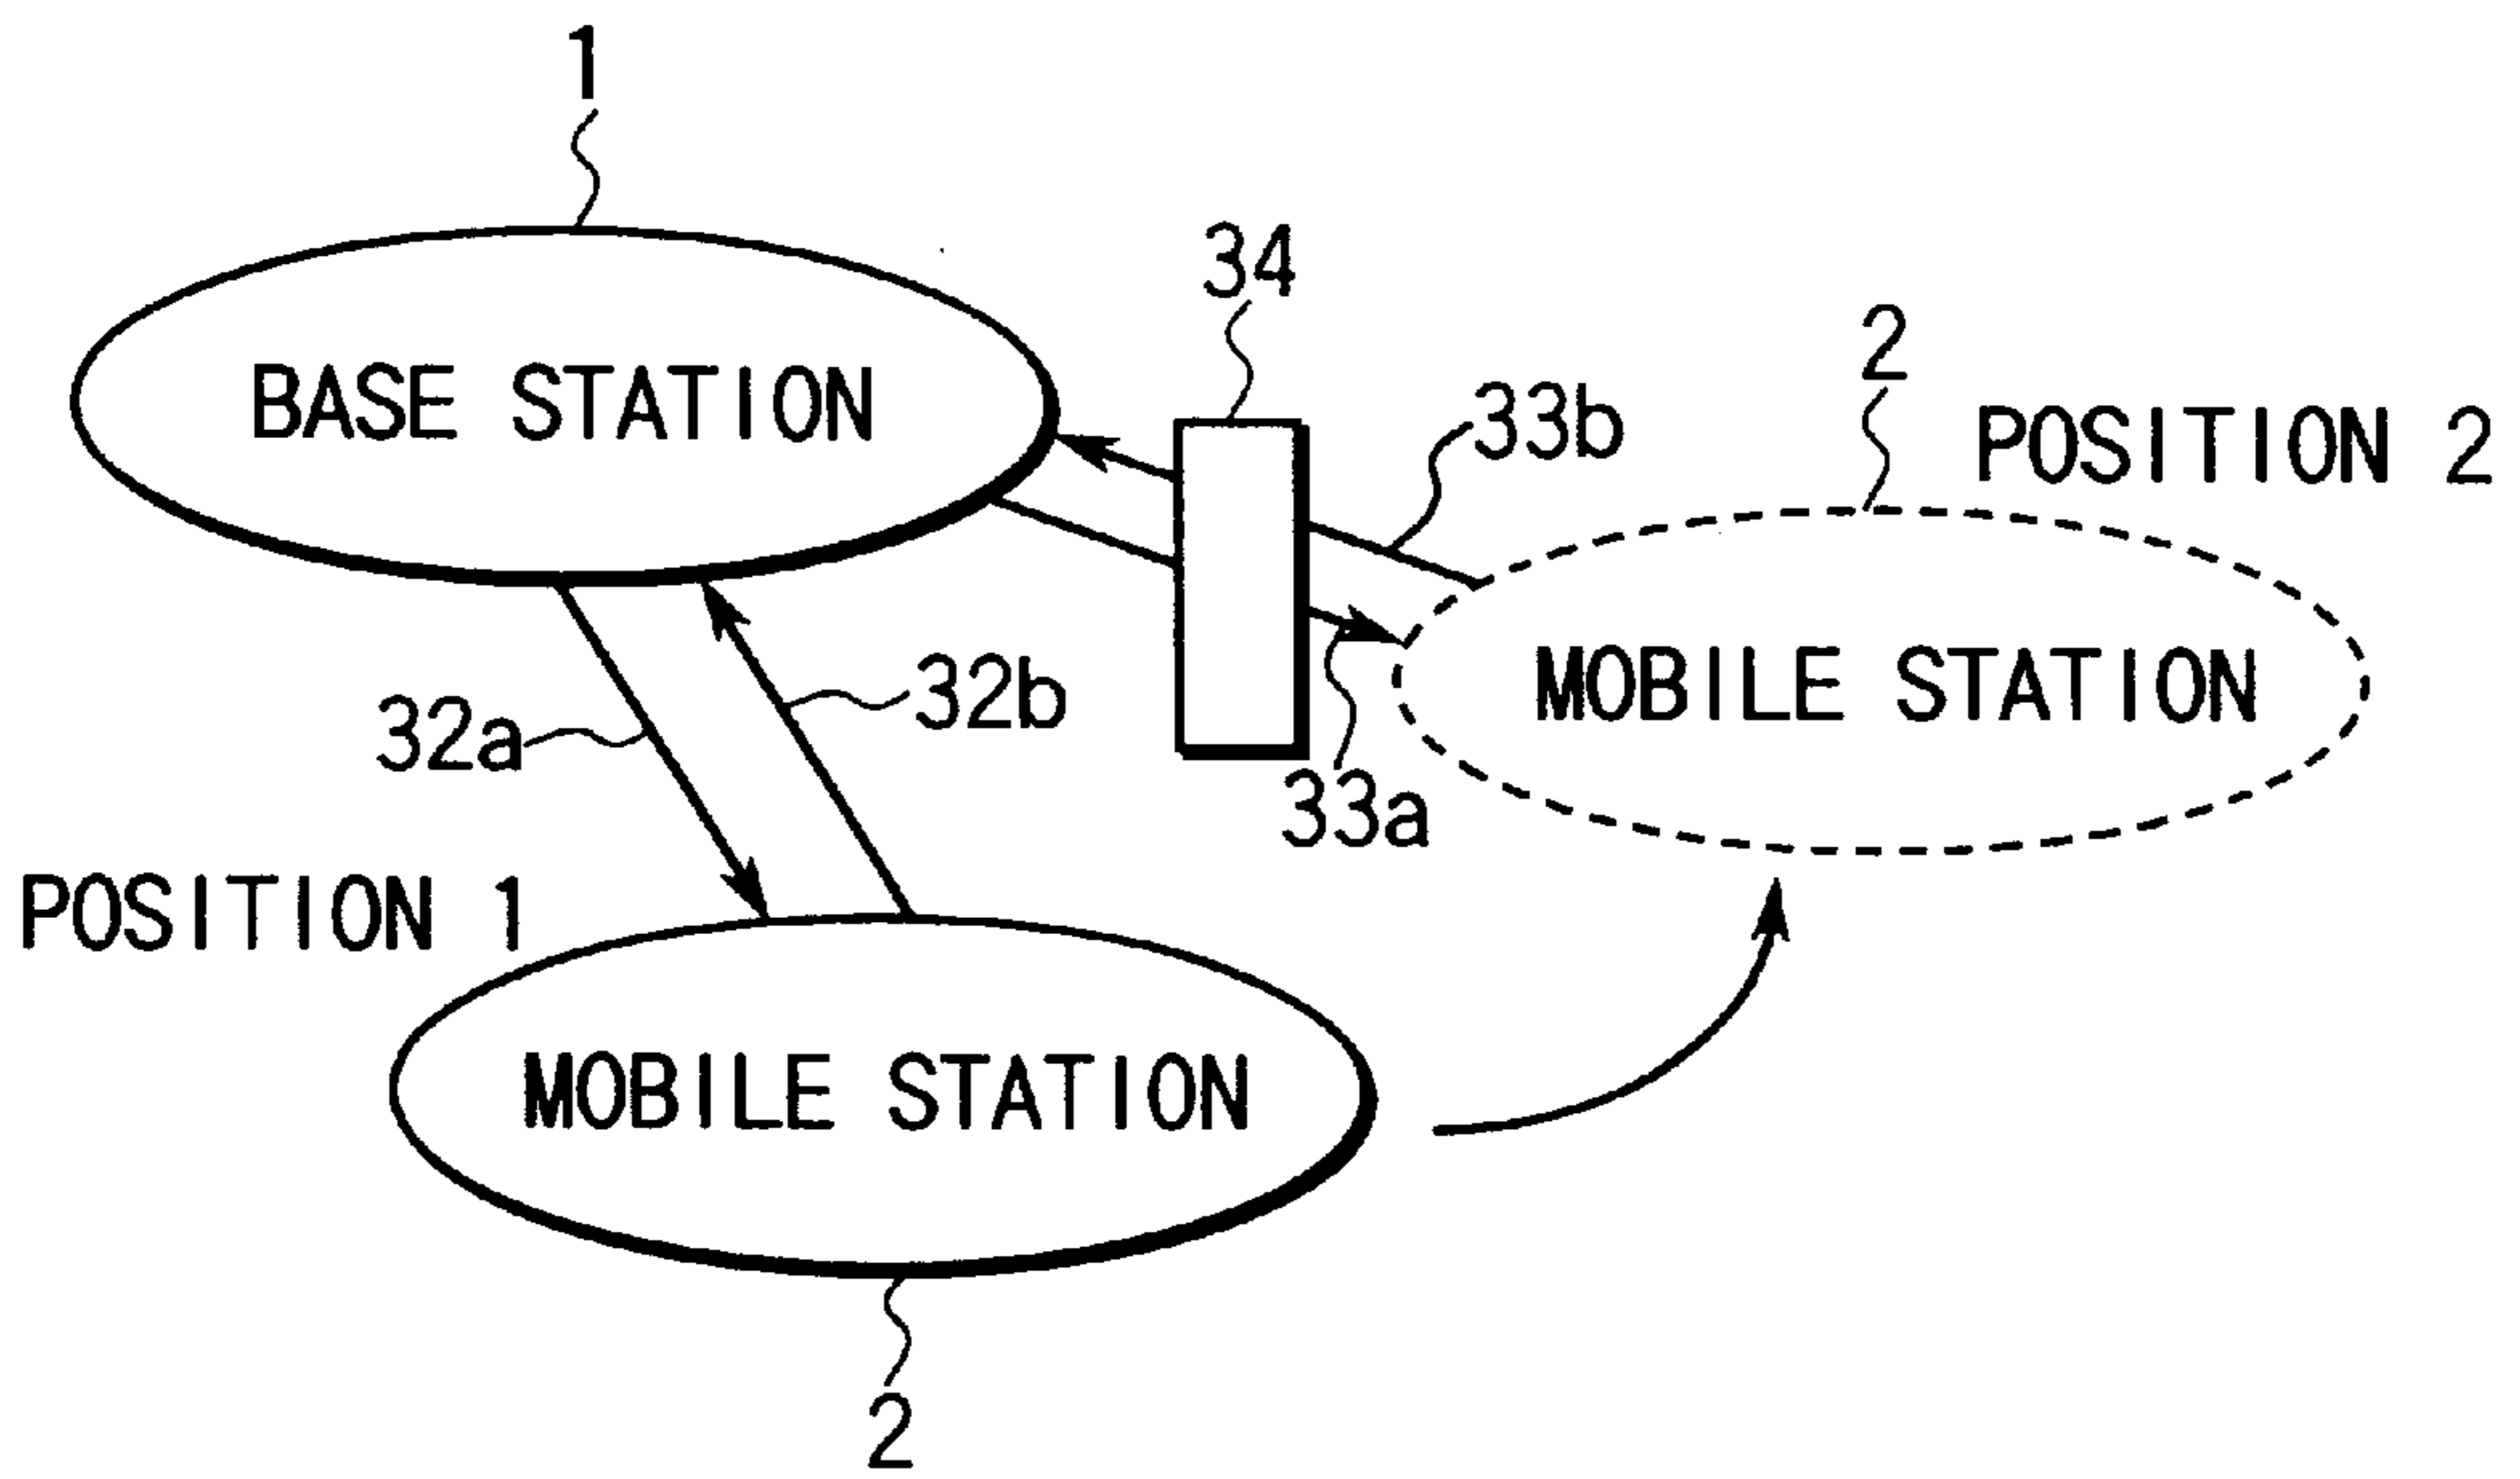 1
34
2
BASE STATION
33b
POSITION 2
32a
32b
MOBILE STATION
33a
POSITION 1
MOBILE STATION
2